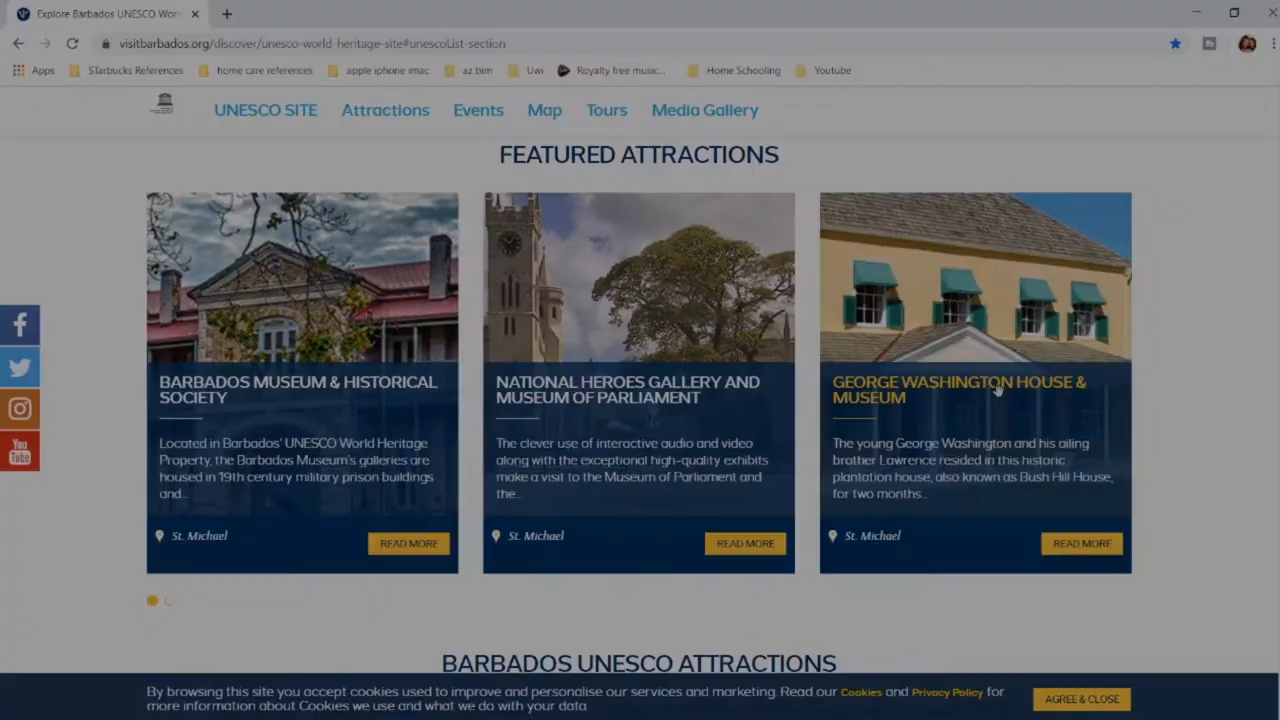 Explore Barbados UNESCO Wor
visitbarbados.org/discover/unesco-world-heritage-site#unescoList-section
Apps
STarbucks References
home care references
apple iphone imac
az bim
Uwi
Royalty free music...
Home Schooling
Youtube
UNESCO SITE
Attractions
Events
Map
Tours
Media Gallery
FEATURED ATTRACTIONS
BARBADOS MUSEUM & HISTORICAL
SOCIETY
Located in Barbados' UNESCO World Heritage
Property, the Barbados Museum's galleries are
housed in 19th century military prison buildings
and...
St. Michael
READ MORE
NATIONAL HEROES GALLERY AND
MUSEUM OF PARLIAMENT
The clever use of interactive audio and video
along with the exceptional high-quality exhibits
make a visit to the Museum of Parliament and
the...
St. Michael
READ MORE
GEORGE WASHINGTON HOUSE &
MUSEUM
The young George Washington and his ailing
brother Lawrence resided in this historic
plantation house, also known as Bush Hill House,
for two months...
St. Michael
READ MORE
You
Tube
BARBADOS UNESCO ATTRACTIONS
By browsing this site you accept cookies used to improve and personalise our services and marketing. Read our Cookies and Privacy Policy for
more information about Cookies we use and what we do with your data
AGREE & CLOSE